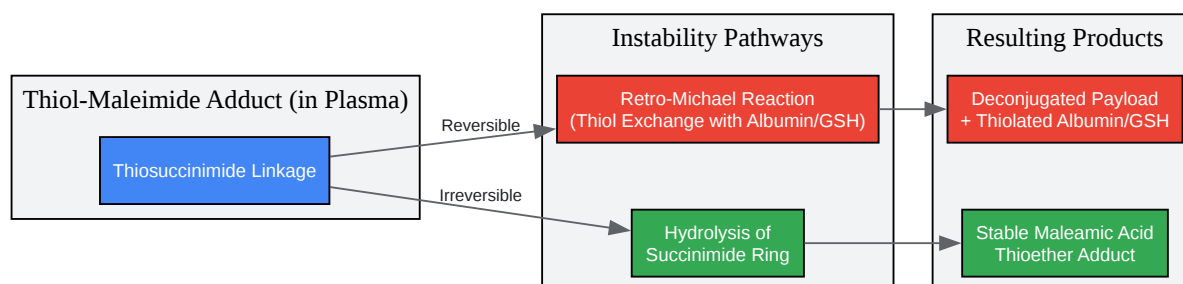 Thiol-Maleimide Adduct (in Plasma)
Thiosuccinimide Linkage
Reversible
Irreversible
Instability Pathways
Retro-Michael Reaction
(Thiol Exchange with Albumin/GSH)
Hydrolysis of
Succinimide Ring
Resulting Products
Deconjugated Payload
+ Thiolated Albumin/GSH
Stable Maleamic Acid
Thioether Adduct